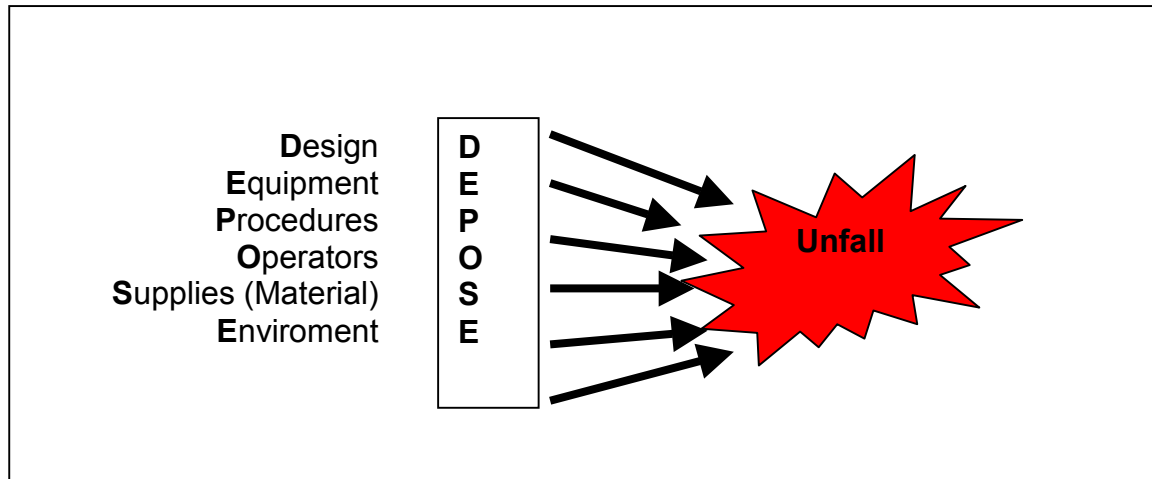 Design D
Equipment E
Procedures P
Operators O
Supplies (Material) S
Enviroment E
Unfall